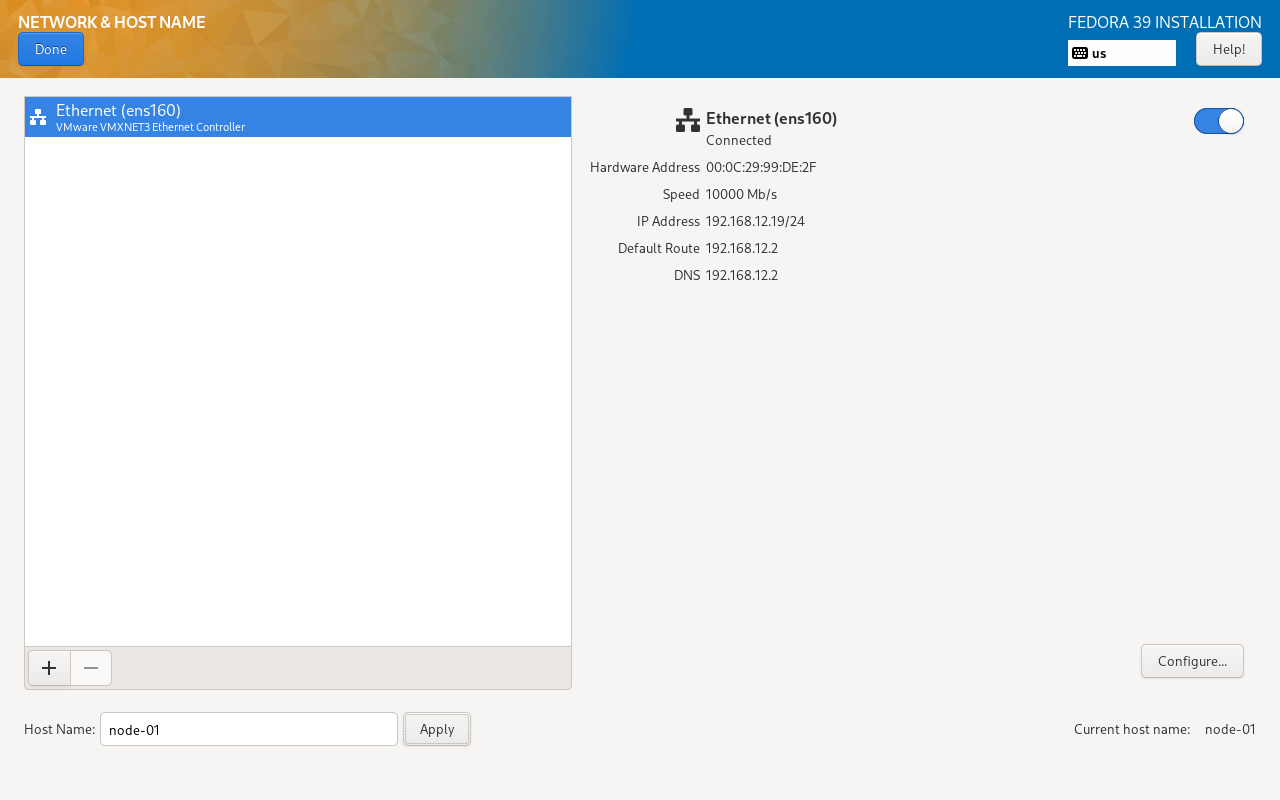 NETWORK & HOST NAME
FEDORA 39 INSTALLATION
Done
us
Help!
Ethernet (ens160)
VMware VMXNET3 Ethernet Controller
Ethernet (ens160)
Connected
Hardware Address 00:0C:29:99:DE:2F
Speed 10000 Mb/s
IP Address 192.168.12.19/24
Default Route 192.168.12.2
DNS 192.168.12.2
Configure...
Host Name: node-01 Apply
Current host name: node-01